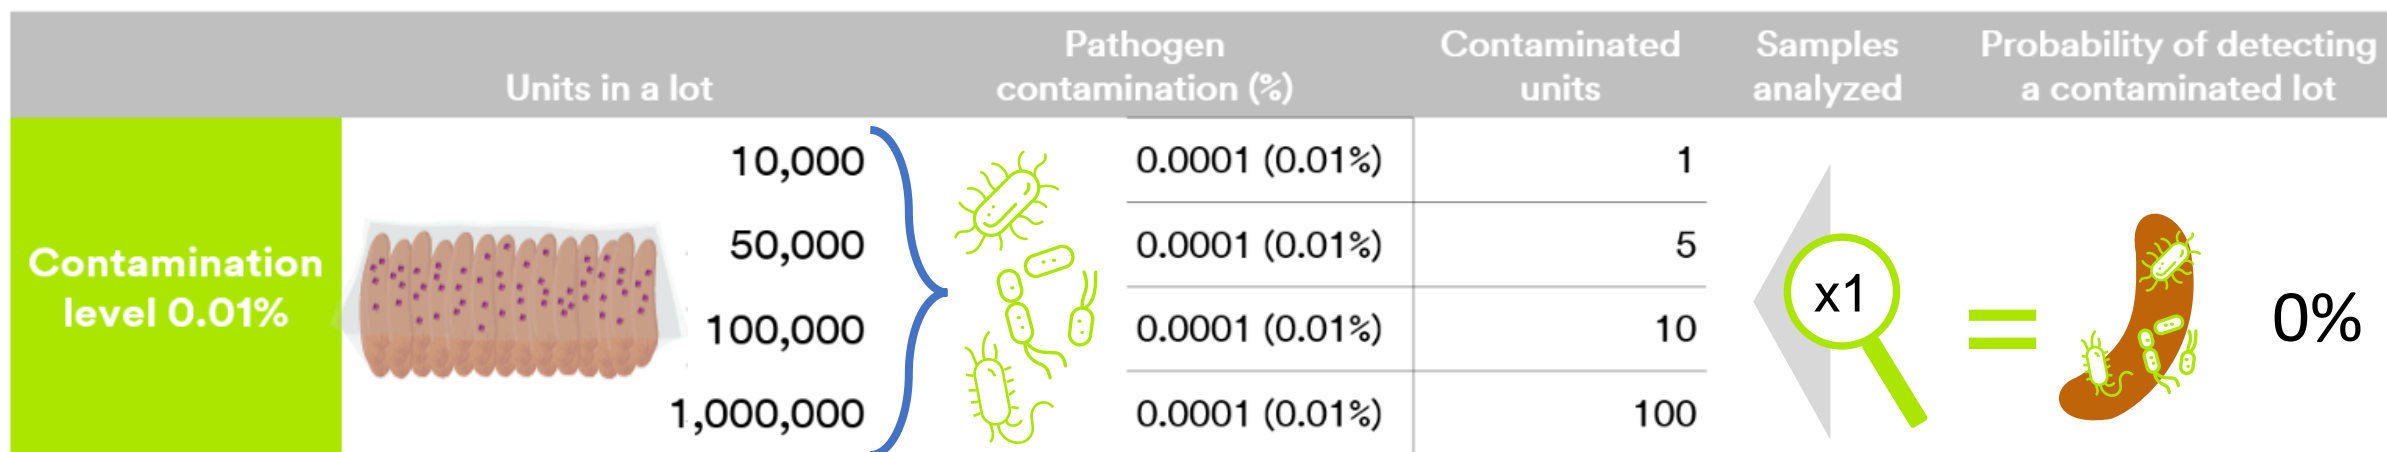 Units in a lot
Pathogen
contamination (%)
Contaminated
units
Samples
analyzed
Probability of detecting
a contaminated lot
Contamination
level 0.01%
10,000 0.0001 (0.01%) 1
50,000 0.0001 (0.01%) 5
100,000 0.0001 (0.01%) 10
1,000,000 0.0001 (0.01%) 100
x1
0%